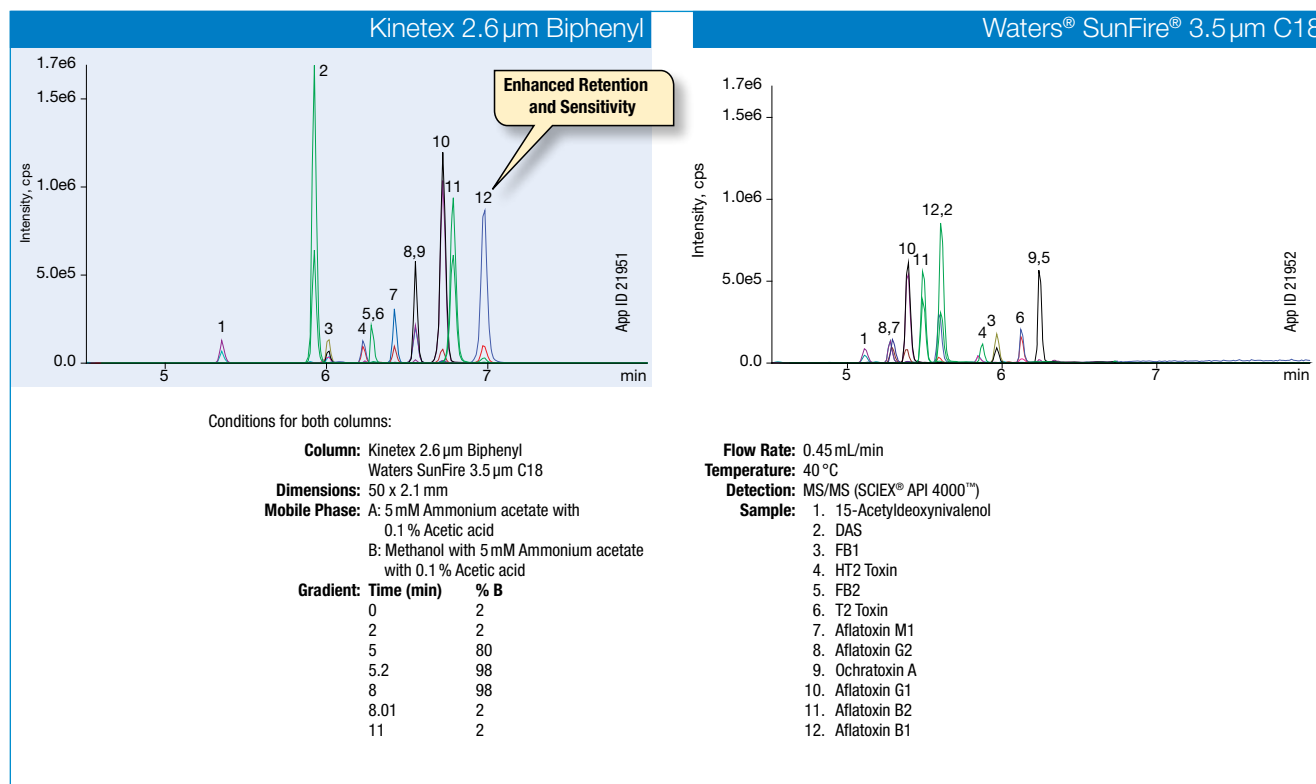 Kinetex 2.6 µm Biphenyl
1.7e6
1.5e6
1.0e6
5.0e5
0.0
Intensity, cps
2
Enhanced Retention
and Sensitivity
10
11
12
8,9
7
5,6
4
3
1
5
6
7
min
App ID 21951
Waters® SunFire® 3.5 µm C18
1.7e6
1.5e6
1.0e6
5.0e5
0.0
Intensity, cps
12,2
10
11
9,5
8,7
1
4
3
6
5
6
7
min
App ID 21952
Conditions for both columns:
Column: Kinetex 2.6 µm Biphenyl
Waters SunFire 3.5 µm C18
Dimensions: 50 x 2.1 mm
Mobile Phase: A: 5 mM Ammonium acetate with
0.1 % Acetic acid
B: Methanol with 5 mM Ammonium acetate
with 0.1 % Acetic acid
Gradient: Time (min) % B
0 2
2 2
5 80
5.2 98
8 98
8.01 2
11 2
Flow Rate: 0.45 mL/min
Temperature: 40 °C
Detection: MS/MS (SCIEX® API 4000™)
Sample: 1. 15-Acetyldeoxynivalenol
2. DAS
3. FB1
4. HT2 Toxin
5. FB2
6. T2 Toxin
7. Aflatoxin M1
8. Aflatoxin G2
9. Ochratoxin A
10. Aflatoxin G1
11. Aflatoxin B2
12. Aflatoxin B1